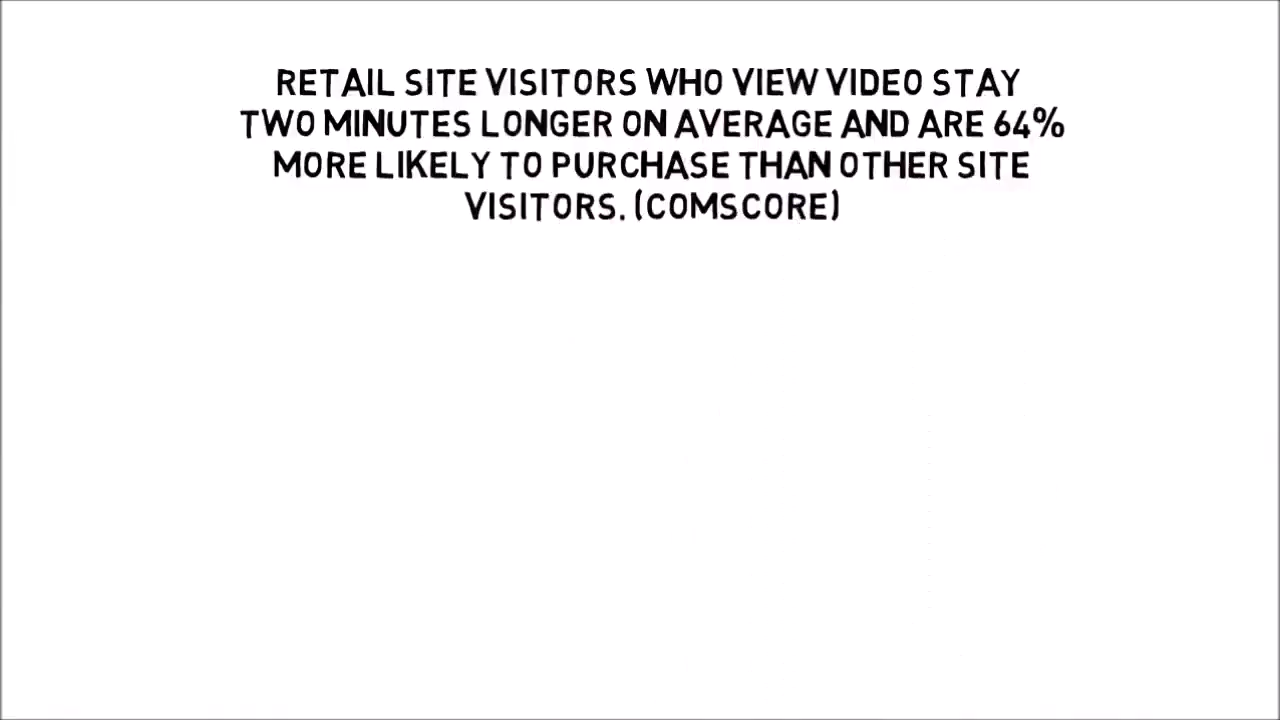 RETAIL SITE VISITORS WHO VIEW VIDEO STAY
TWO MINUTES LONGER ON AVERAGE AND ARE 64%
MORE LIKELY TO PURCHASE THAN OTHER SITE
VISITORS. (COMSCORE)